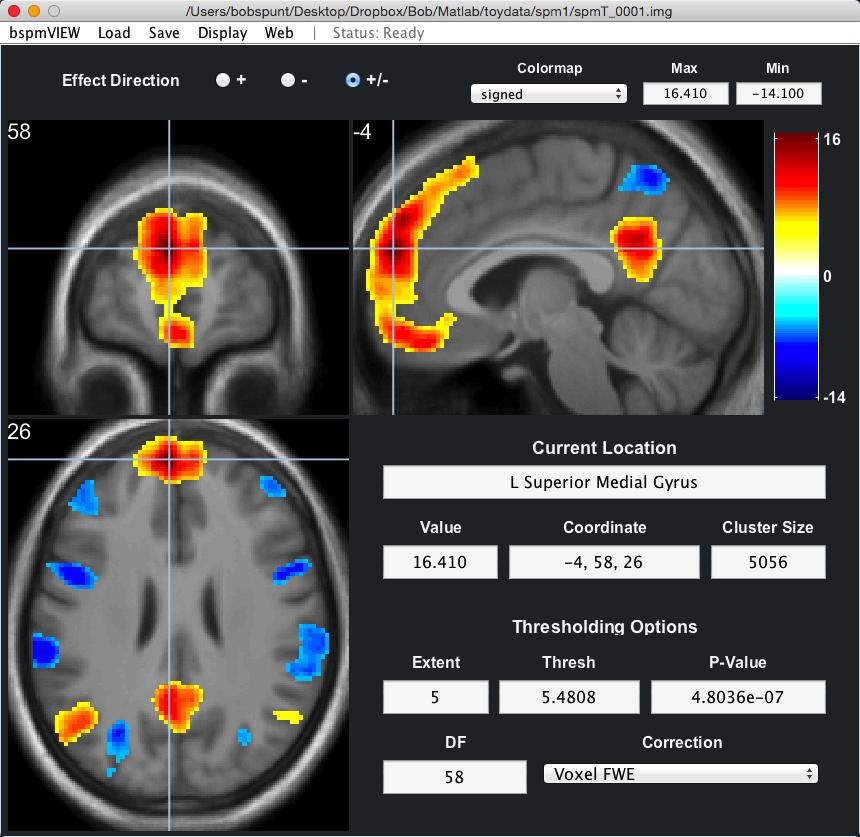 /Users/bobspunt/Desktop/Dropbox/Bob/Matlab/toydata/spm1/spmT_0001.img
bspmVIEW Load Save Display Web | Status: Ready
Effect Direction + - +/-
Colormap Max Min
signed 16.410 -14.100
58
-4
16
0
-14
26
Current Location
L Superior Medial Gyrus
Value Coordinate Cluster Size
16.410 -4, 58, 26 5056
Thresholding Options
Extent Thresh P-Value
5 5.4808 4.8036e-07
DF Correction
58 Voxel FWE